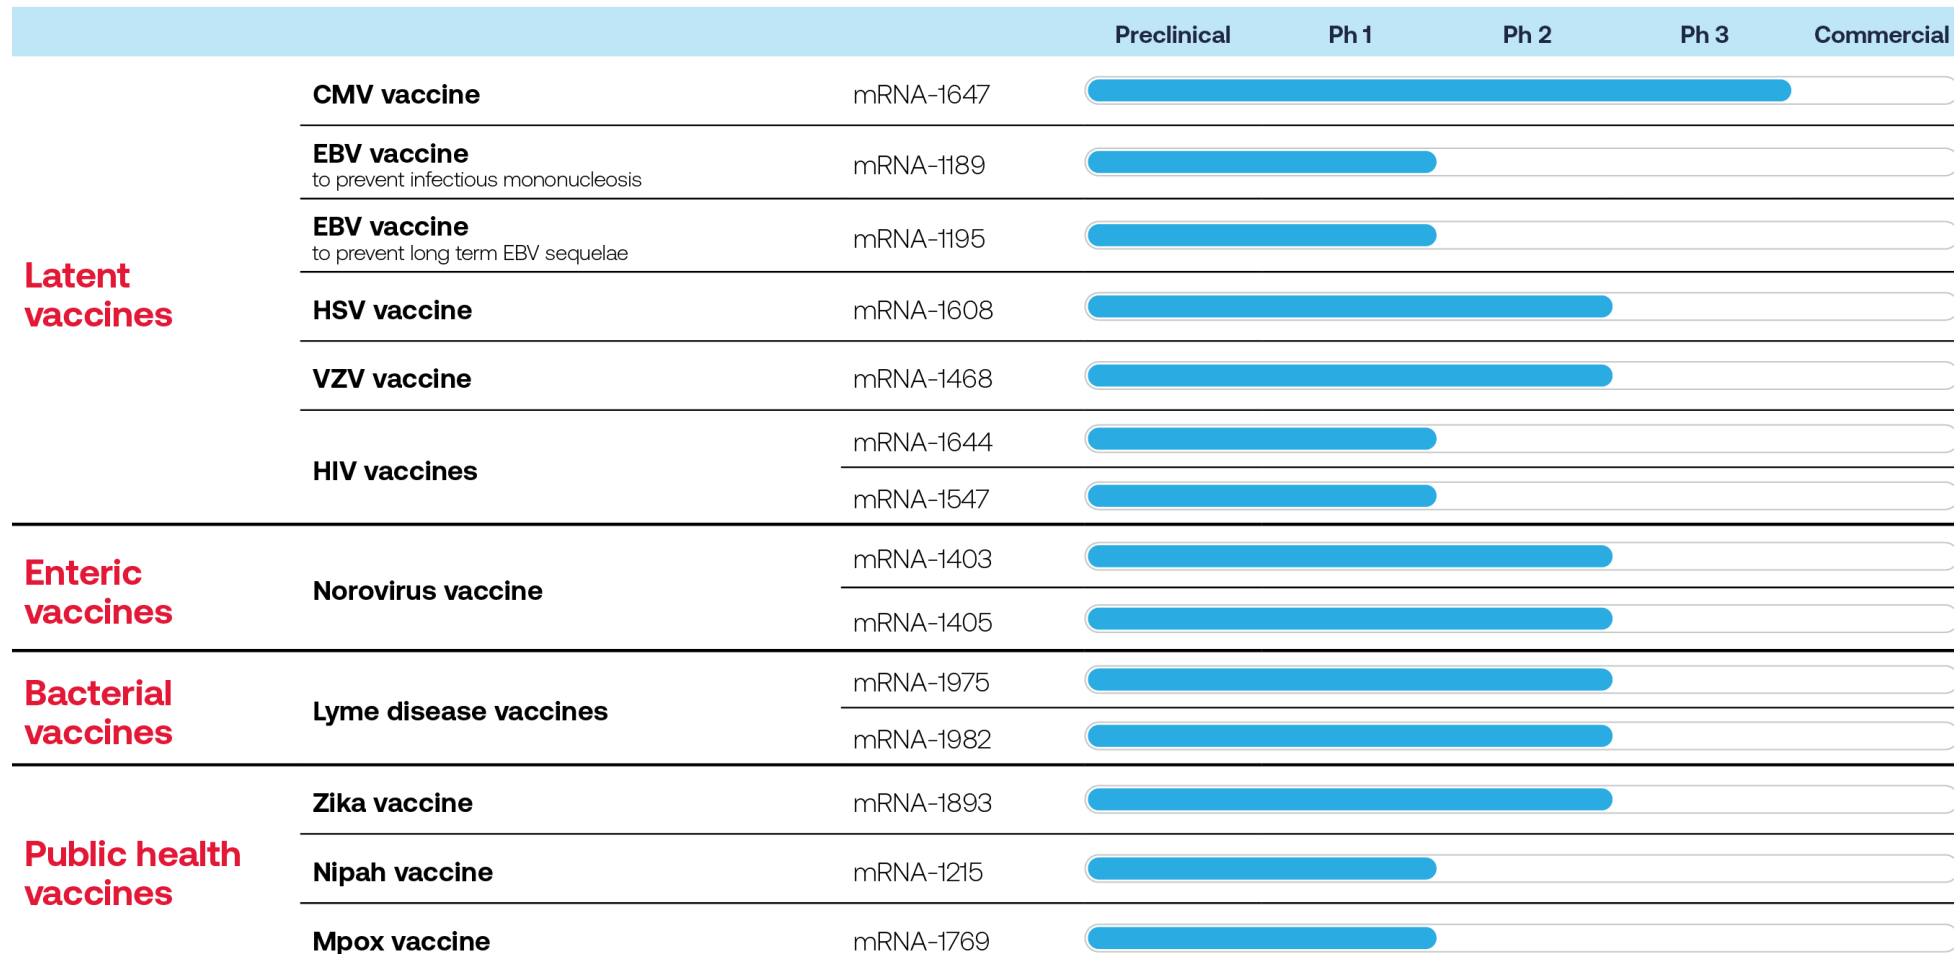 Preclinical Ph 1 Ph 2 Ph 3 Commercial
Latent
vaccines
CMV vaccine mRNA-1647
EBV vaccine
to prevent infectious mononucleosis
mRNA-1189
EBV vaccine
to prevent long term EBV sequelae
mRNA-1195
HSV vaccine mRNA-1608
VZV vaccine mRNA-1468
HIV vaccines
mRNA-1644
mRNA-1547
Enteric
vaccines
Norovirus vaccine
mRNA-1403
mRNA-1405
Bacterial
vaccines
Lyme disease vaccines
mRNA-1975
mRNA-1982
Public health
vaccines
Zika vaccine mRNA-1893
Nipah vaccine mRNA-1215
Mpox vaccine mRNA-1769